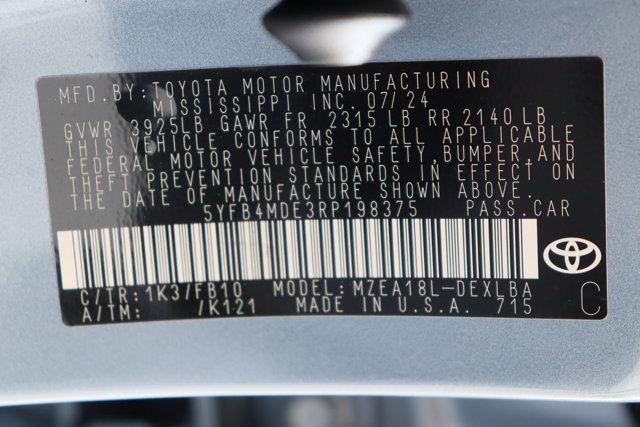 MFD.BY:TOYOTA MOTOR MANUFACTURING
MISSISSIPPI INC. 07/24
GVWR 3925LB GAWR FR 2315 LB RR 2140 LB
THIS VEHICLE CONFORMS TO ALL APPLICABLE
FEDERAL MOTOR VEHICLE SAFETY,BUMPER,AND
THEFT PREVENTION STANDARDS IN EFFECT ON
THE DATE OF MANUFACTURE SHOWN ABOVE.
5YFB4MDE3RP198375 PASS.CAR
C/TR: 1K37/FB10 MODEL: MZEA18L-DEXLBA
A/TM: /K121 MADE IN U.S.A. 715
C